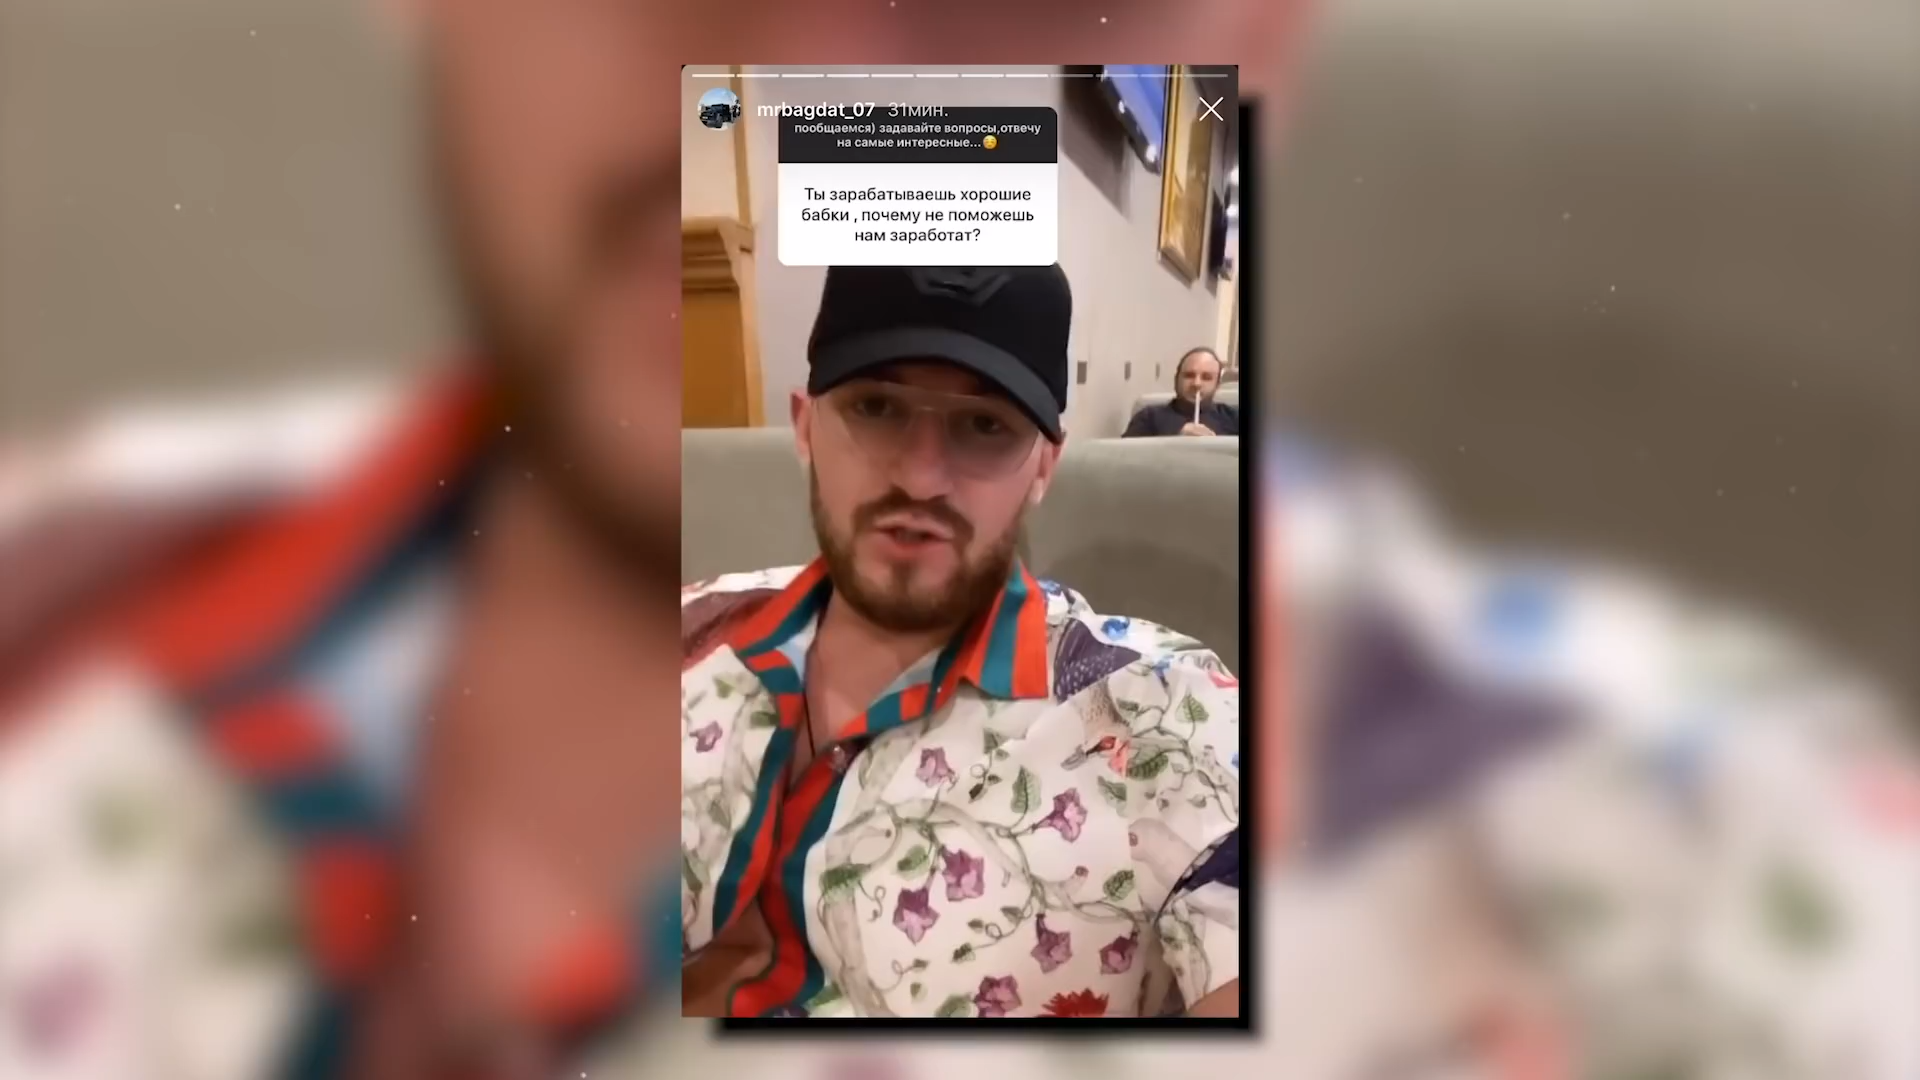 mrbagdat_07 31мин.
пообщаемся) задавайте вопросы,отвечу
на самые интересные...☺️
Ты зарабатываешь хорошие
бабки , почему не поможешь
нам заработат?